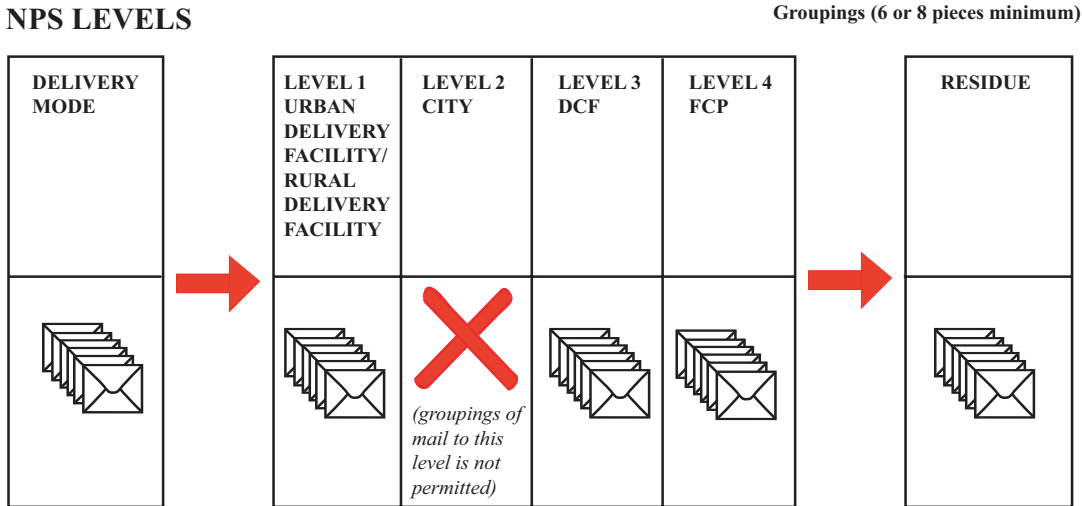 NPS LEVELS
Groupings (6 or 8 pieces minimum)
DELIVERY
MODE
LEVEL 1
URBAN
DELIVERY
FACILITY/
RURAL
DELIVERY
FACILITY
LEVEL 2
CITY
LEVEL 3
DCF
LEVEL 4
FCP
RESIDUE
(groupings of
mail to this
level is not
permitted)